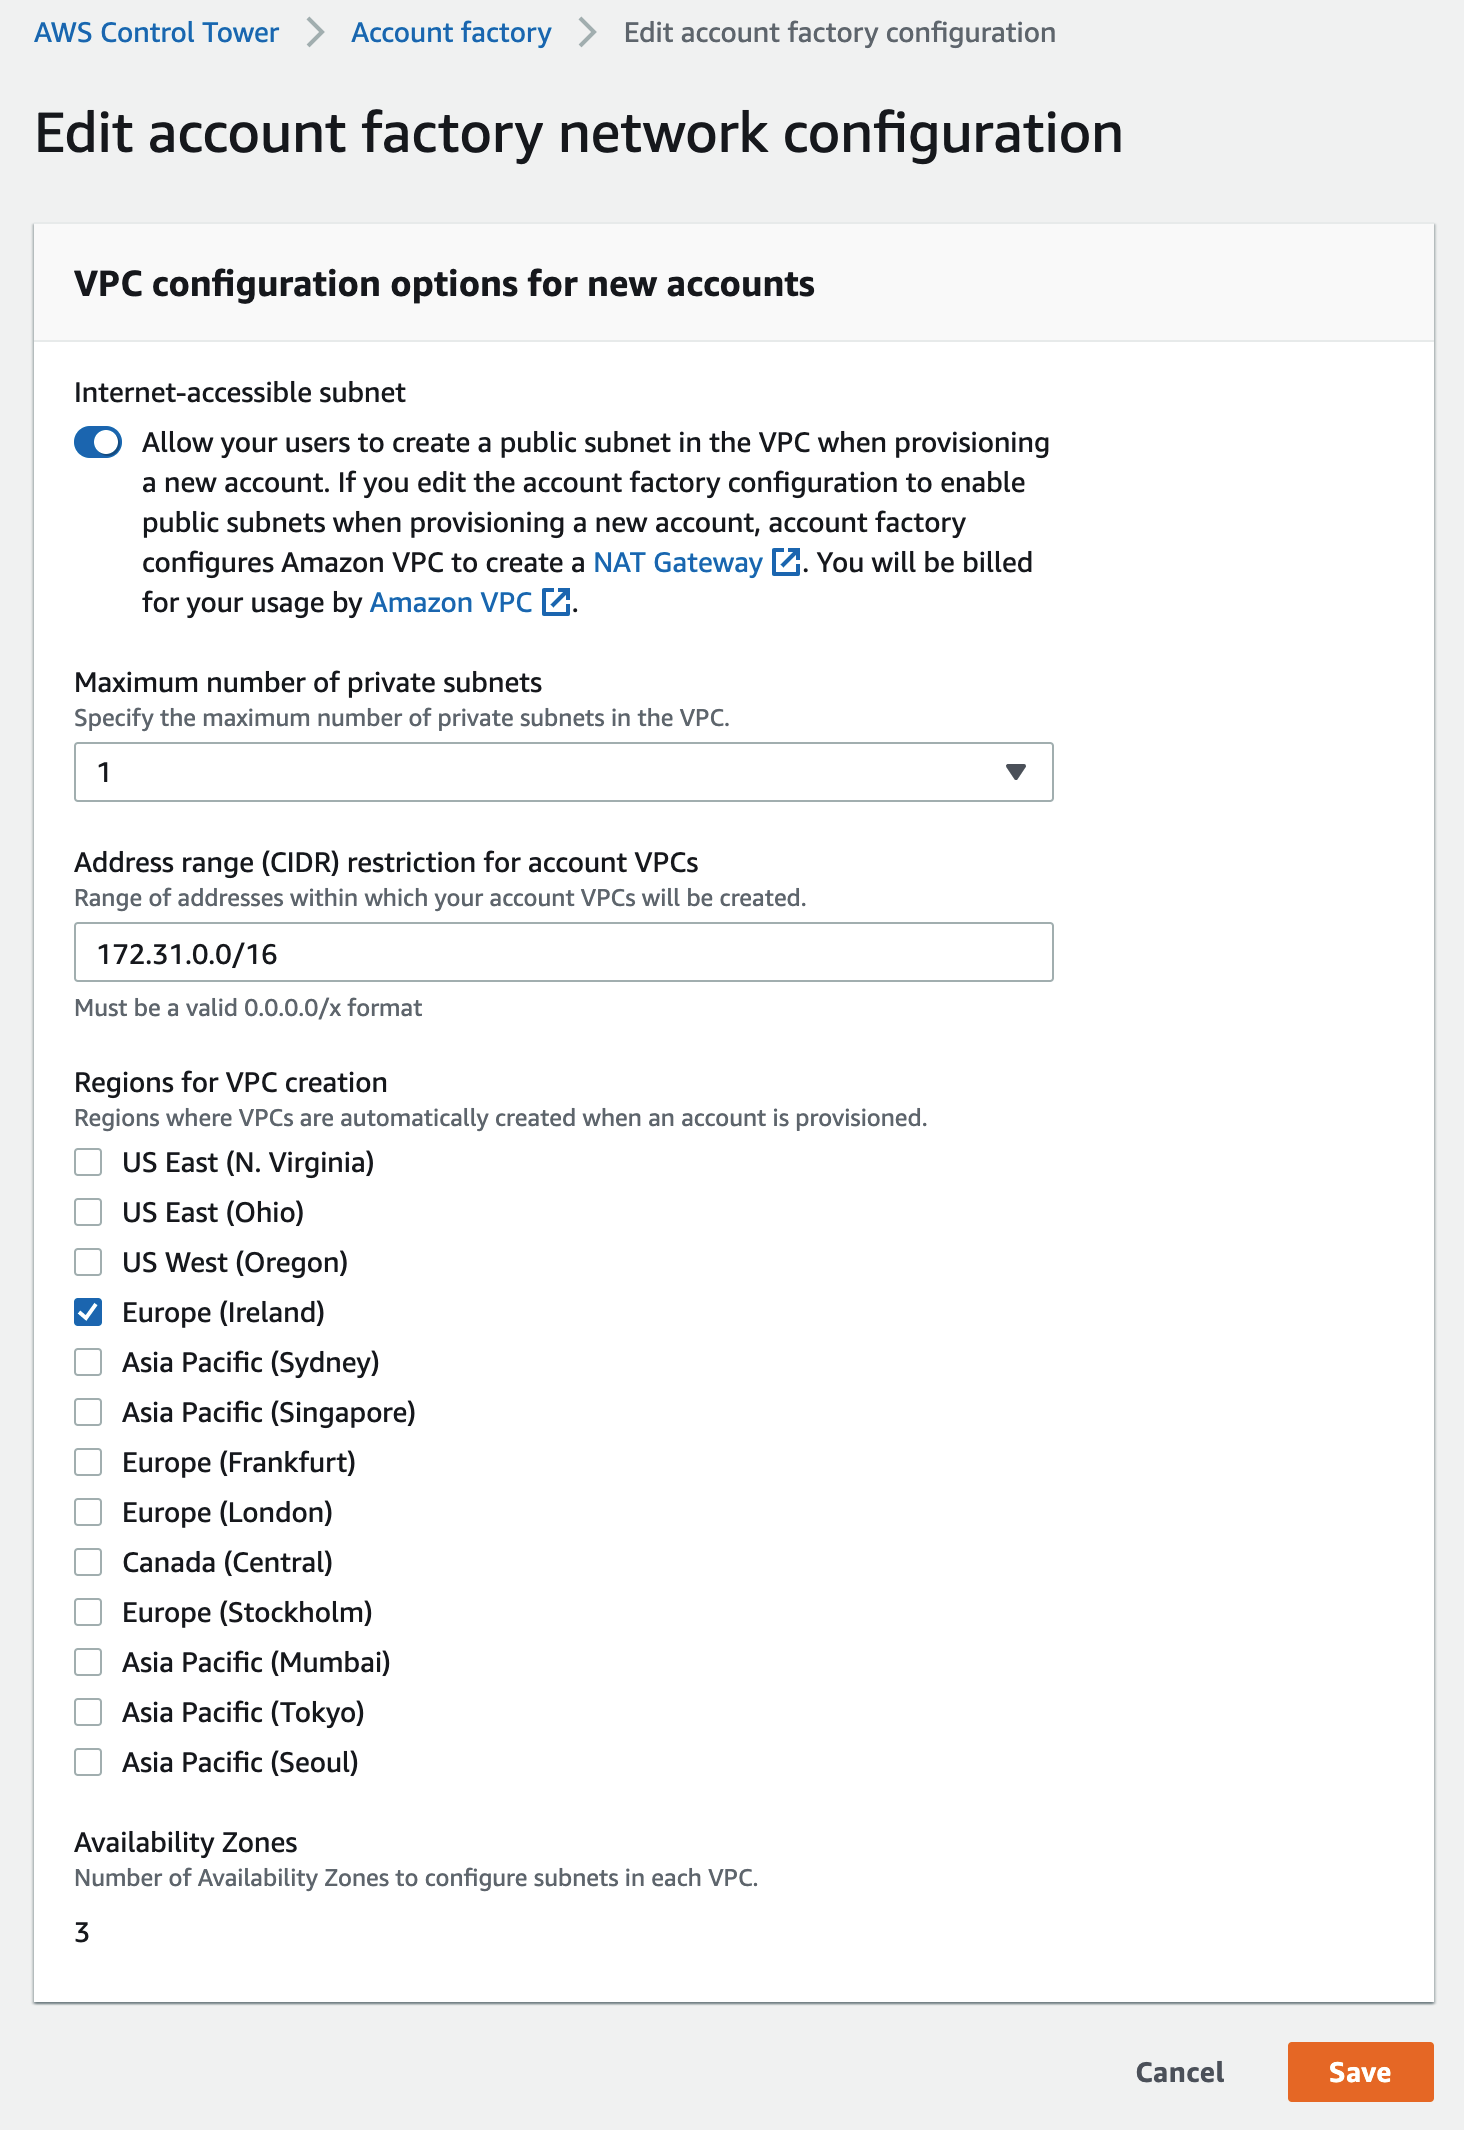 AWS Control Tower > Account factory > Edit account factory configuration
Edit account factory network configuration
VPC configuration options for new accounts
Internet-accessible subnet
Allow your users to create a public subnet in the VPC when provisioning
a new account. If you edit the account factory configuration to enable
public subnets when provisioning a new account, account factory
configures Amazon VPC to create a NAT Gateway . You will be billed
for your usage by Amazon VPC .
Maximum number of private subnets
Specify the maximum number of private subnets in the VPC.
1
Address range (CIDR) restriction for account VPCs
Range of addresses within which your account VPCs will be created.
172.31.0.0/16
Must be a valid 0.0.0.0/x format
Regions for VPC creation
Regions where VPCs are automatically created when an account is provisioned.
US East (N. Virginia)
US East (Ohio)
US West (Oregon)
Europe (Ireland)
Asia Pacific (Sydney)
Asia Pacific (Singapore)
Europe (Frankfurt)
Europe (London)
Canada (Central)
Europe (Stockholm)
Asia Pacific (Mumbai)
Asia Pacific (Tokyo)
Asia Pacific (Seoul)
Availability Zones
Number of Availability Zones to configure subnets in each VPC.
3
Cancel Save